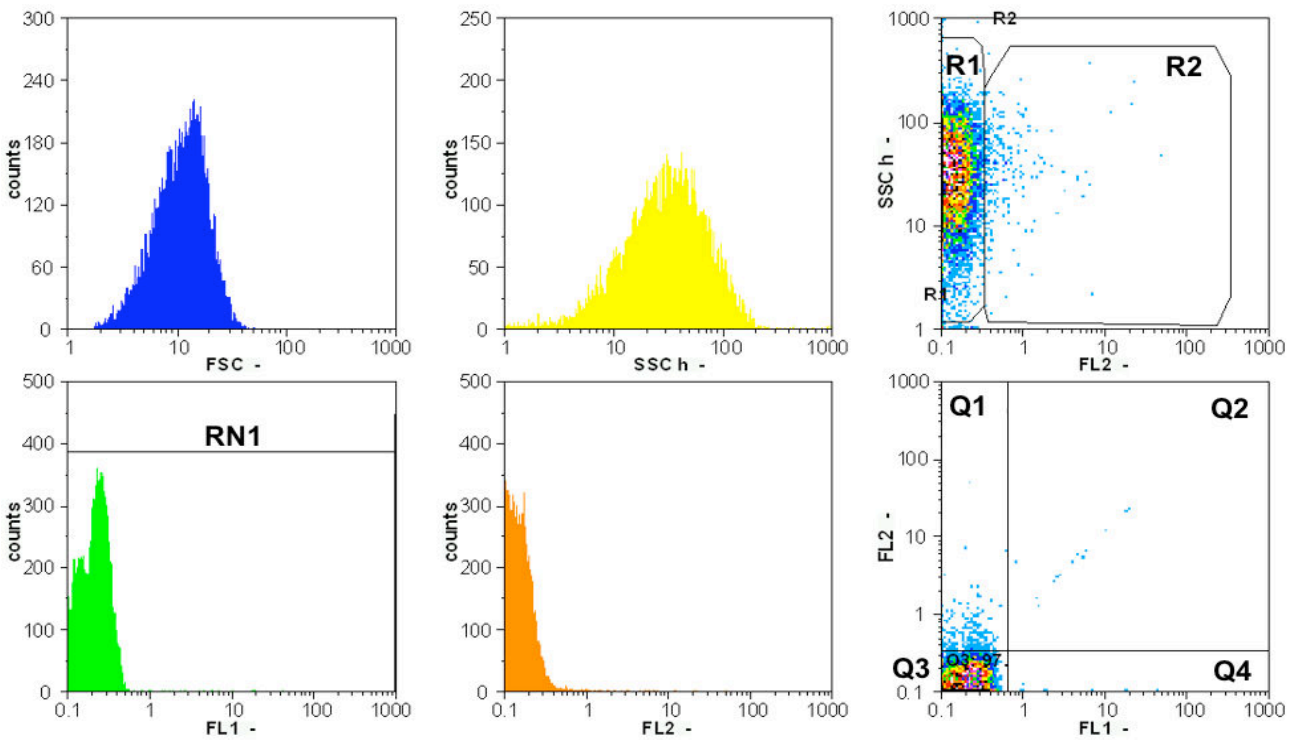 300
240
180
120
60
0
counts
1 10 100 1000
FSC -
250
200
150
100
50
0
counts
1 10 100 1000
SSC h -
R2
R1 R2
1000
100
10
1
SSC h -
R1
0.1 1 10 100 1000
FL2 -
500
400
300
200
100
0
counts
RN1
0.1 1 10 100 1000
FL1 -
500
400
300
200
100
0
counts
0.1 1 10 100 1000
FL2 -
1000
100
10
1
0.1
FL2 -
Q1 Q2
Q3 Q4
0.1 1 10 100 1000
FL1 -